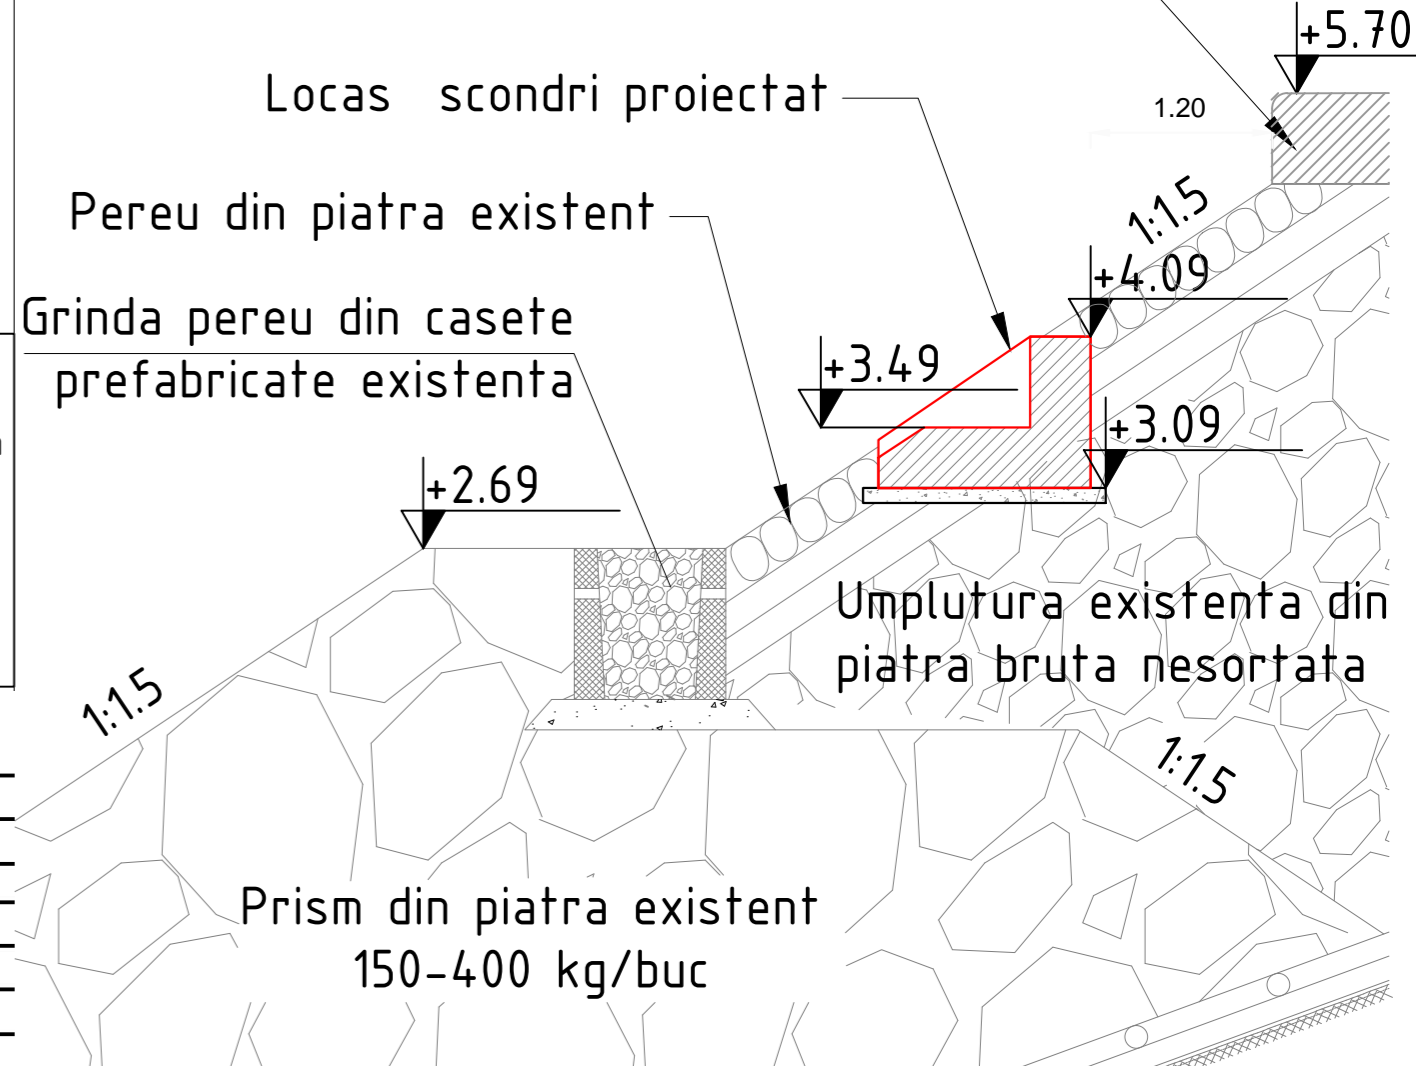 +5.70
Locas scondri proiectat
1.20
Pereu din piatra existent
1:1.5
+4.09
Grinda pereu din casete
prefabricate existenta
+3.49
+3.09
+2.69
Umplutura existenta din
piatra bruta nesortata
1:1.5
1:1.5
Prism din piatra existent
150-400 kg/buc